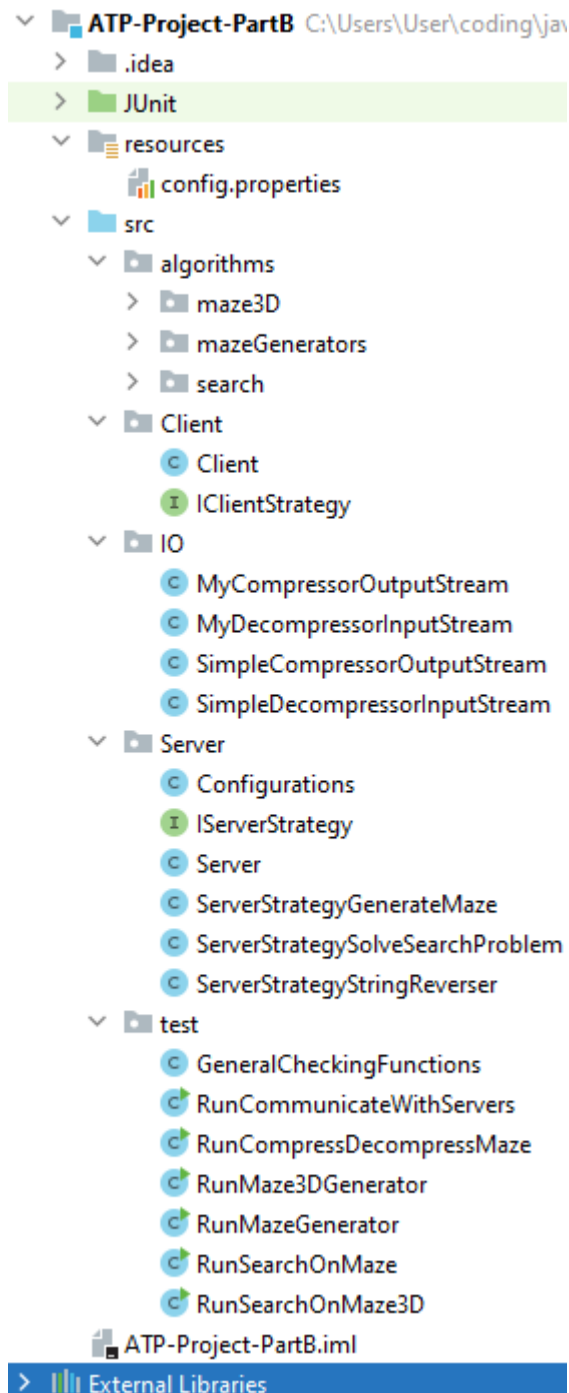 ATP-Project-PartB C:\Users\User\coding\jav
.idea
JUnit
resources
config.properties
src
algorithms
maze3D
mazeGenerators
search
Client
C Client
I IClientStrategy
IO
C MyCompressorOutputStream
C MyDecompressorInputStream
C SimpleCompressorOutputStream
C SimpleDecompressorInputStream
Server
C Configurations
I IServerStrategy
C Server
C ServerStrategyGenerateMaze
C ServerStrategySolveSearchProblem
C ServerStrategyStringReverser
test
C GeneralCheckingFunctions
C RunCommunicateWithServers
C RunCompressDecompressMaze
C RunMaze3DGenerator
C RunMazeGenerator
C RunSearchOnMaze
C RunSearchOnMaze3D
ATP-Project-PartB.iml
External Libraries